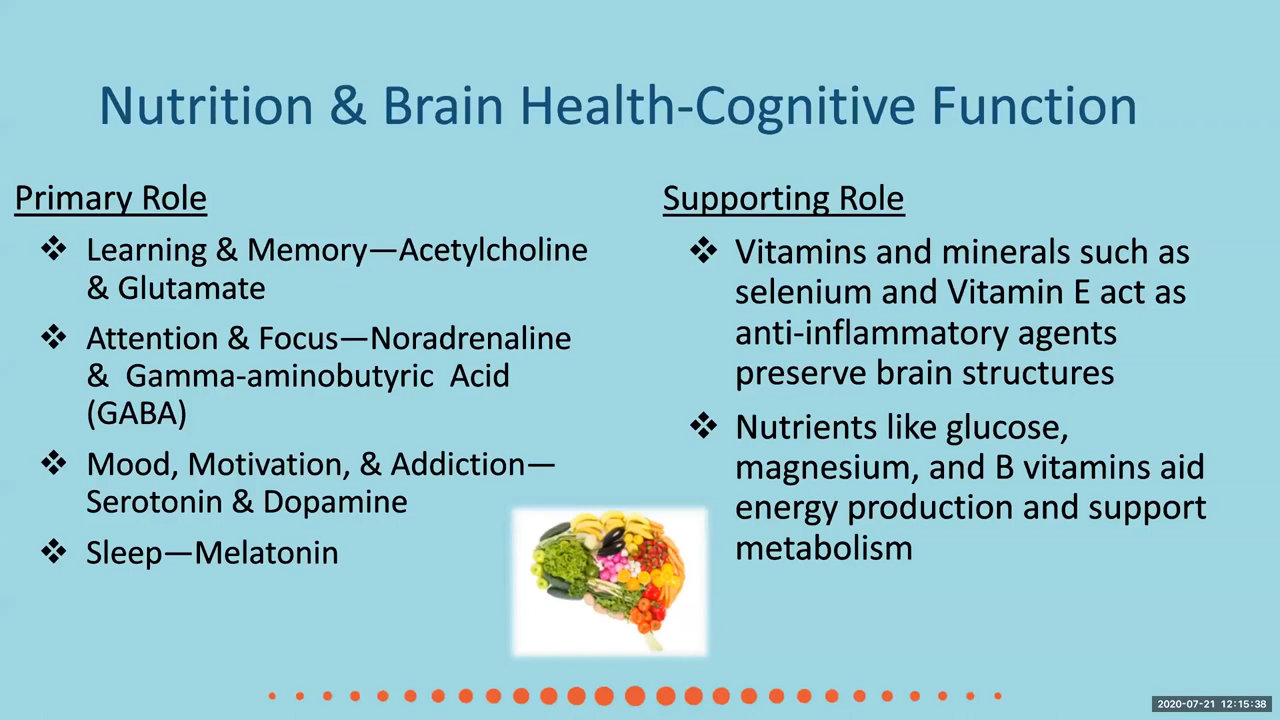 Nutrition & Brain Health-Cognitive Function
Primary Role
❖ Learning & Memory—Acetylcholine
& Glutamate
❖ Attention & Focus—Noradrenaline
& Gamma-aminobutyric Acid
(GABA)
❖ Mood, Motivation, & Addiction—
Serotonin & Dopamine
❖ Sleep—Melatonin
Supporting Role
❖ Vitamins and minerals such as
selenium and Vitamin E act as
anti-inflammatory agents
preserve brain structures
❖ Nutrients like glucose,
magnesium, and B vitamins aid
energy production and support
metabolism
2020-07-21 12:15:38